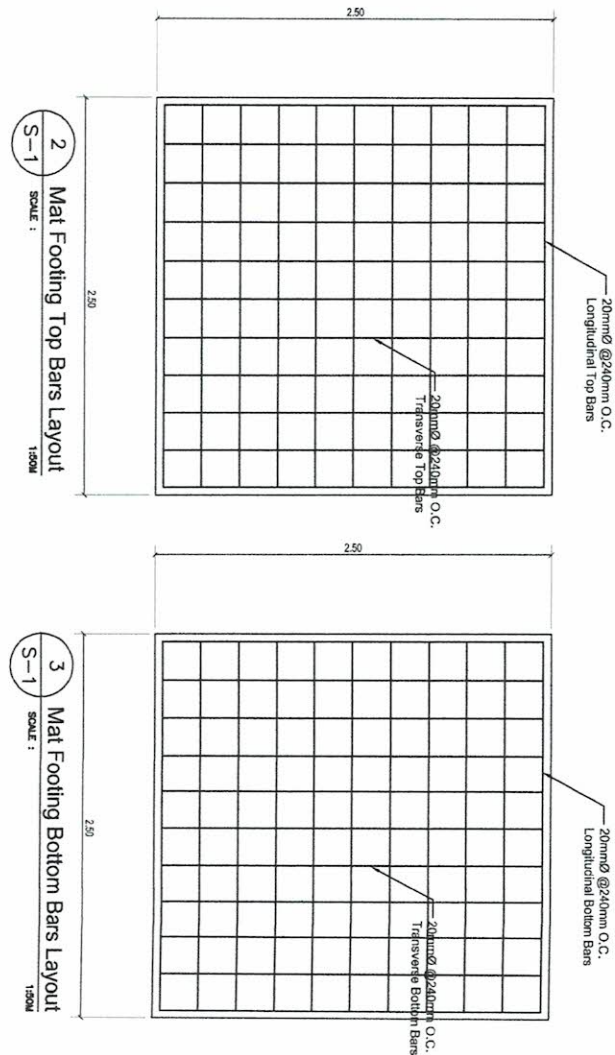 2.50
2.50
20mmØ @240mm O.C.
Longitudinal Top Bars
20mmØ @240mm O.C.
Transverse Top Bars
2
S-1
Mat Footing Top Bars Layout
SCALE :
1:50M
2.50
2.50
20mmØ @240mm O.C.
Longitudinal Bottom Bars
20mmØ @240mm O.C.
Transverse Bottom Bars
3
S-1
Mat Footing Bottom Bars Layout
SCALE :
1:50M